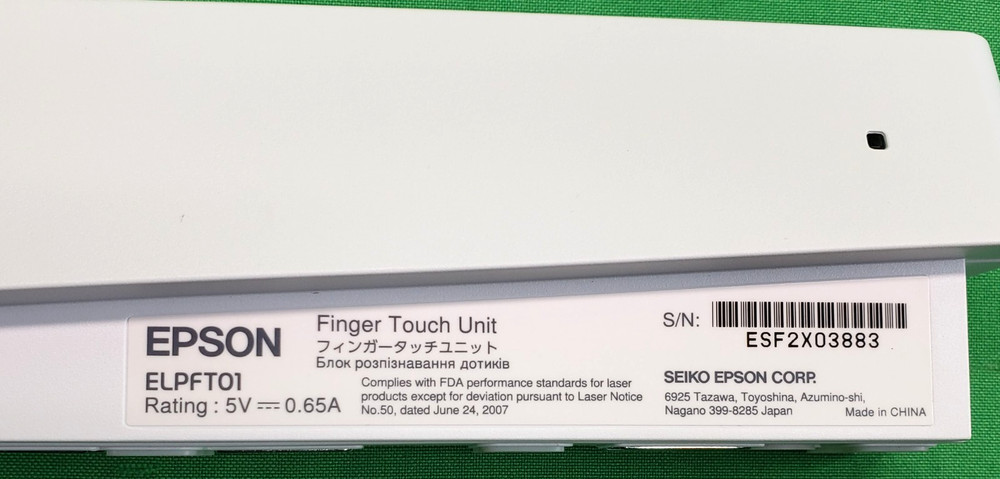 EPSON
ELPFT01
Rating : 5V ⎓ 0.65A
Finger Touch Unit
フィンガータッチユニット
Блок розпізнавання дотиків
Complies with FDA performance standards for laser
products except for deviation pursuant to Laser Notice
No.50, dated June 24, 2007
S/N:
ESF2X03883
SEIKO EPSON CORP.
6925 Tazawa, Toyoshina, Azumino-shi,
Nagano 399-8285 Japan
Made in CHINA